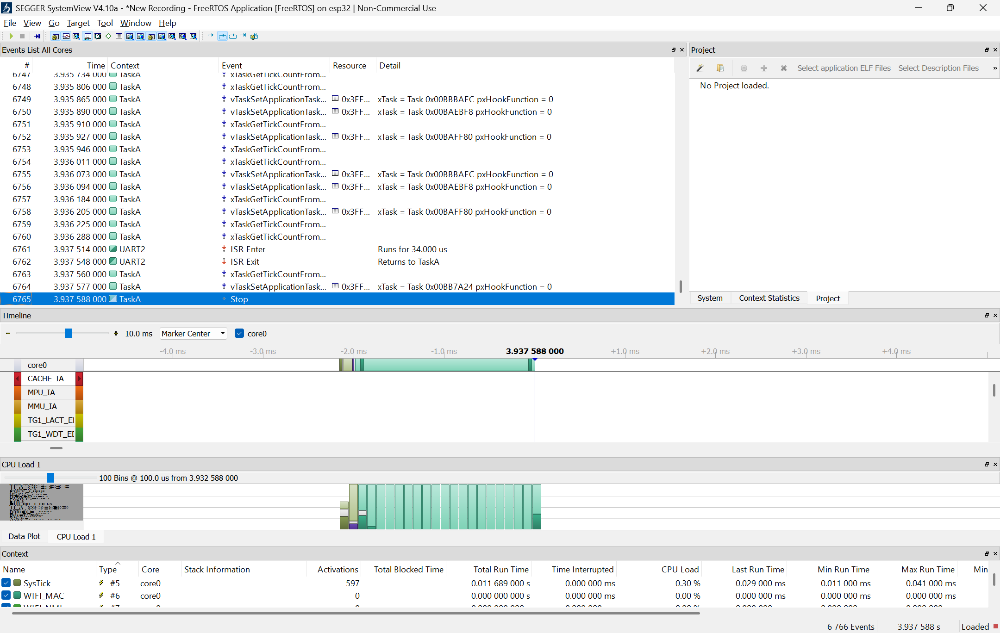 SEGGER SystemView V4.10a - *New Recording - FreeRTOS Application [FreeRTOS] on esp32 | Non-Commercial Use
File View Go Target Tool Window Help
Events List All Cores
# Time Context Event Resource Detail
6747 3.935 734 000 TaskA xTaskGetTickCountFrom...
6748 3.935 806 000 TaskA xTaskGetTickCountFrom...
6749 3.935 865 000 TaskA vTaskSetApplicationTask... 0x3FF... xTask = Task 0x00BBBAFC pxHookFunction = 0
6750 3.935 890 000 TaskA vTaskSetApplicationTask... 0x3FF... xTask = Task 0x00BAEBF8 pxHookFunction = 0
6751 3.935 910 000 TaskA xTaskGetTickCountFrom...
6752 3.935 927 000 TaskA vTaskSetApplicationTask... 0x3FF... xTask = Task 0x00BAFF80 pxHookFunction = 0
6753 3.935 946 000 TaskA xTaskGetTickCountFrom...
6754 3.936 011 000 TaskA xTaskGetTickCountFrom...
6755 3.936 073 000 TaskA vTaskSetApplicationTask... 0x3FF... xTask = Task 0x00BBBAFC pxHookFunction = 0
6756 3.936 094 000 TaskA vTaskSetApplicationTask... 0x3FF... xTask = Task 0x00BAEBF8 pxHookFunction = 0
6757 3.936 184 000 TaskA xTaskGetTickCountFrom...
6758 3.936 205 000 TaskA vTaskSetApplicationTask... 0x3FF... xTask = Task 0x00BAFF80 pxHookFunction = 0
6759 3.936 225 000 TaskA xTaskGetTickCountFrom...
6760 3.936 288 000 TaskA xTaskGetTickCountFrom...
6761 3.937 514 000 UART2 ISR Enter Runs for 34.000 us
6762 3.937 548 000 UART2 ISR Exit Returns to TaskA
6763 3.937 560 000 TaskA xTaskGetTickCountFrom...
6764 3.937 577 000 TaskA vTaskSetApplicationTask... 0x3FF... xTask = Task 0x00BB7A24 pxHookFunction = 0
6765 3.937 588 000 TaskA Stop
Project
Select application ELF Files Select Description Files »
No Project loaded.
System Context Statistics Project
Timeline
10.0 ms Marker Center core0
-4.0 ms -3.0 ms -2.0 ms -1.0 ms 3.937 588 000 +1.0 ms +2.0 ms +3.0 ms +4.0 ms
core0
CACHE_IA
MPU_IA
MMU_IA
TG1_LACT_E
TG1_WDT_E
CPU Load 1
100 Bins @ 100.0 us from 3.932 588 000
Data Plot CPU Load 1
Context
Name Type Core Stack Information Activations Total Blocked Time Total Run Time Time Interrupted CPU Load Last Run Time Min Run Time Max Run Time Min
SysTick #5 core0 597 0.011 689 000 s 0.000 000 ms 0.30 % 0.029 000 ms 0.011 000 ms 0.041 000 ms
WIFI_MAC #6 core0 0 0.000 000 000 s 0.000 000 ms 0.00 % 0.000 000 ms 0.000 000 ms 0.000 000 ms
6 766 Events 3.937 588 s Loaded